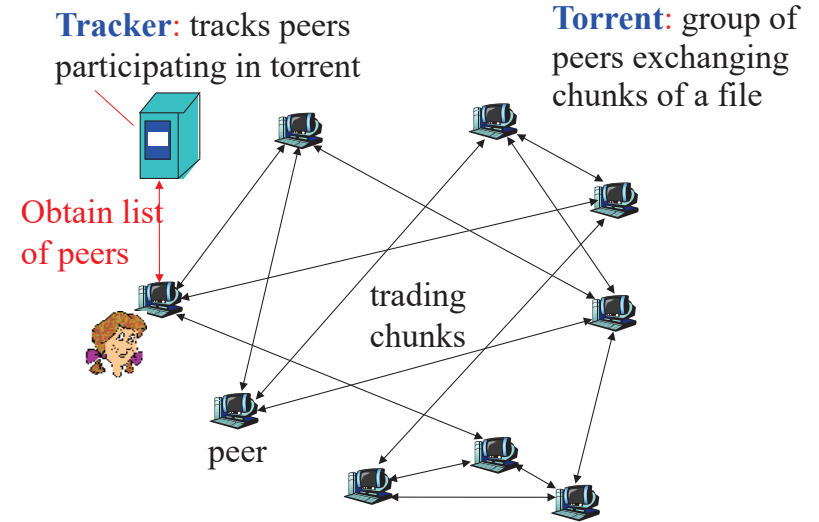 Tracker: tracks peers
participating in torrent
Torrent: group of
peers exchanging
chunks of a file
Obtain list
of peers
trading
chunks
peer